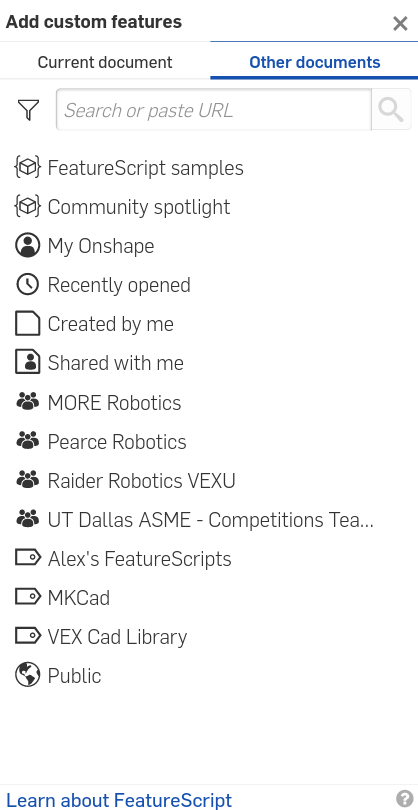 Add custom features
Current document
Other documents
Search or paste URL
FeatureScript samples
Community spotlight
My Onshape
Recently opened
Created by me
Shared with me
MORE Robotics
Pearce Robotics
Raider Robotics VEXU
UT Dallas ASME - Competitions Tea...
Alex's FeatureScripts
MKCad
VEX Cad Library
Public
Learn about FeatureScript